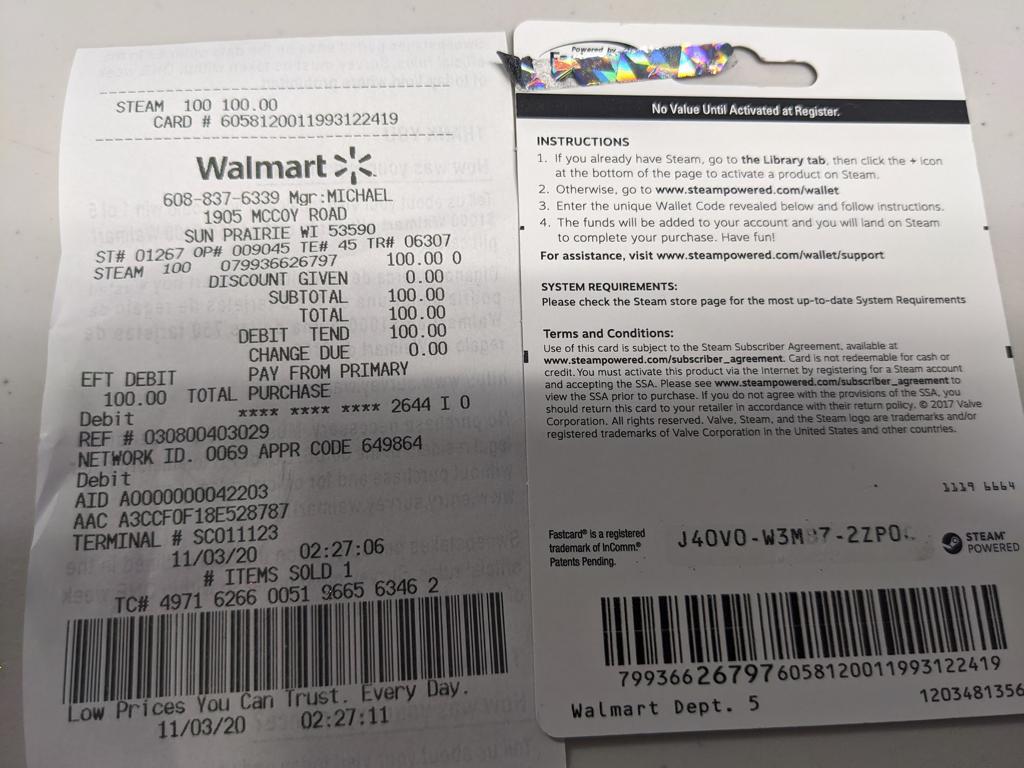 STEAM 100 100.00
CARD # 6058120011993122419
Walmart
608-837-6339 Mgr:MICHAEL
1905 MCCOY ROAD
SUN PRAIRIE WI 53590
ST# 01267 OP# 009045 TE# 45 TR# 06307
STEAM 100 079936626797 100.00 O
DISCOUNT GIVEN 0.00
SUBTOTAL 100.00
TOTAL 100.00
DEBIT TEND 100.00
CHANGE DUE 0.00
EFT DEBIT PAY FROM PRIMARY
100.00 TOTAL PURCHASE
Debit **** **** **** 2644 I 0
REF # 030800403029
NETWORK ID. 0069 APPR CODE 649864
Debit
AID A0000000042203
AAC A3CCF0F18E528787
TERMINAL # SC011123
11/03/20 02:27:06
# ITEMS SOLD 1
TC# 4971 6266 0051 9665 6346 2
Low Prices You Can Trust. Every Day.
11/03/20 02:27:11
Powered by
No Value Until Activated at Register.
INSTRUCTIONS
1. If you already have Steam, go to the Library tab, then click the + icon
at the bottom of the page to activate a product on Steam.
2. Otherwise, go to www.steampowered.com/wallet
3. Enter the unique Wallet Code revealed below and follow instructions.
4. The funds will be added to your account and you will land on Steam
to complete your purchase. Have fun!
For assistance, visit www.steampowered.com/wallet/support
SYSTEM REQUIREMENTS:
Please check the Steam store page for the most up-to-date System Requirements
Terms and Conditions:
Use of this card is subject to the Steam Subscriber Agreement, available at
www.steampowered.com/subscriber_agreement. Card is not redeemable for cash or
credit. You must activate this product via the Internet by registering for a Steam account
and accepting the SSA. Please see www.steampowered.com/subscriber_agreement to
view the SSA prior to purchase. If you do not agree with the provisions of the SSA, you
should return this card to your retailer in accordance with their return policy. © 2017 Valve
Corporation. All rights reserved. Valve, Steam, and the Steam logo are trademarks and/or
registered trademarks of Valve Corporation in the United States and other countries.
1119 6664
Fastcard® is a registered
trademark of InComm.®
Patents Pending.
STEAM™
POWERED
799366267976058120011993122419
Walmart Dept. 5
1203481356